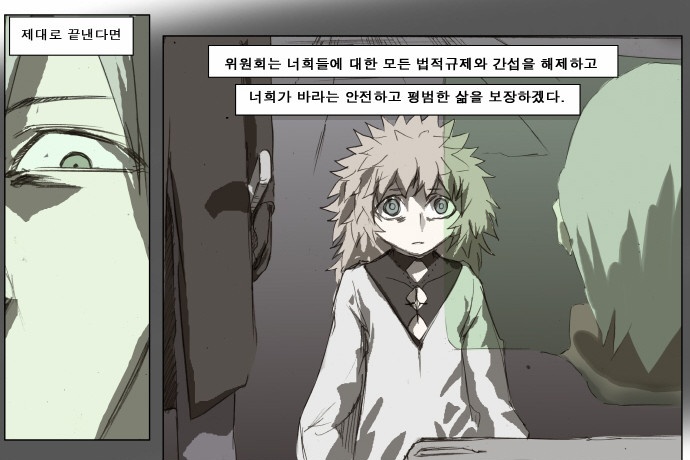 제대로 끝낸다면
위원회는 너희들에 대한 모든 법적규제와 간섭을 해제하고
너희가 바라는 안전하고 평범한 삶을 보장하겠다.